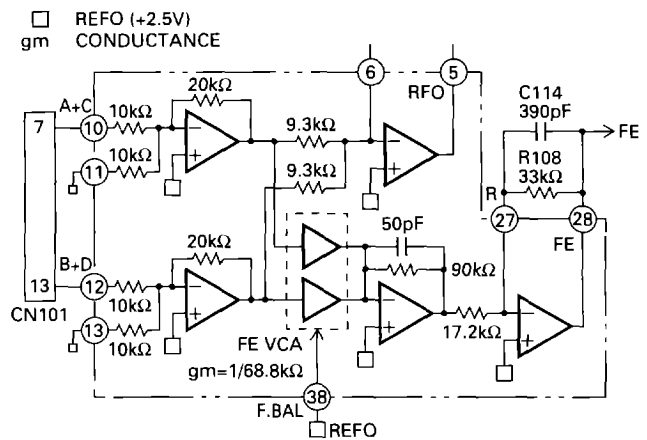 REFO (+2.5V)
gm CONDUCTANCE
6
5
RFO
20kΩ
A+C
10kΩ
7
10
9.3kΩ
C114
390pF
FE
10kΩ
11
9.3kΩ
R108
33kΩ
R
27
28
FE
20kΩ
50pF
B+D
13
12
10kΩ
90kΩ
CN101
13
10kΩ
17.2kΩ
FE VCA
gm=1/68.8kΩ
38
F.BAL
REFO